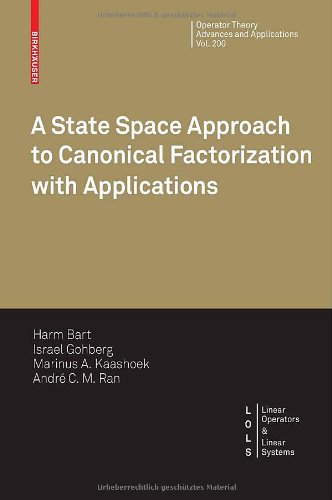 Urheberrechtlich geschütztes Material
BIRKHÄUSER
Operator Theory
Advances and Applications
Vol. 200
A State Space Approach
to Canonical Factorization
with Applications
Harm Bart
Israel Gohberg
Marinus A. Kaashoek
André C. M. Ran
LOLS
Linear
Operators
&
Linear
Systems
Urheberrechtlich geschütztes Material